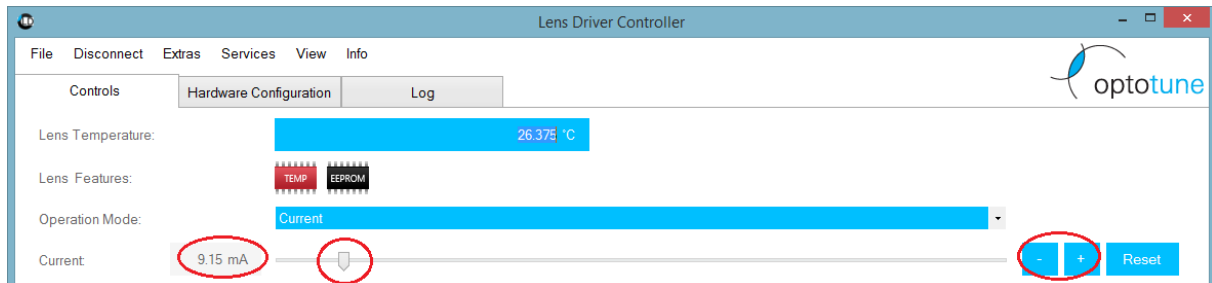 Lens Driver Controller
File Disconnect Extras Services View Info
optotune
Controls Hardware Configuration Log
Lens Temperature: 26.375 °C
Lens Features: TEMP EEPROM
Operation Mode: Current
Current: 9.15 mA - + Reset